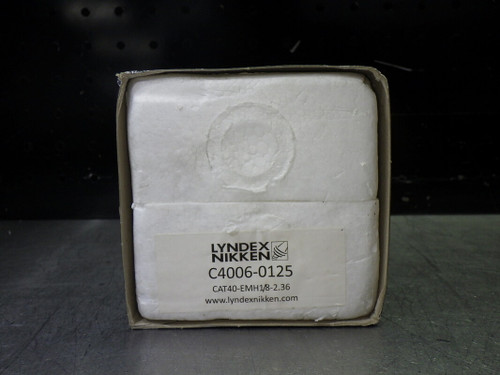 LYNDEX
NIKKEN
C4006-0125
CAT40-EMH1/8-2.36
www.lyndexnikken.com